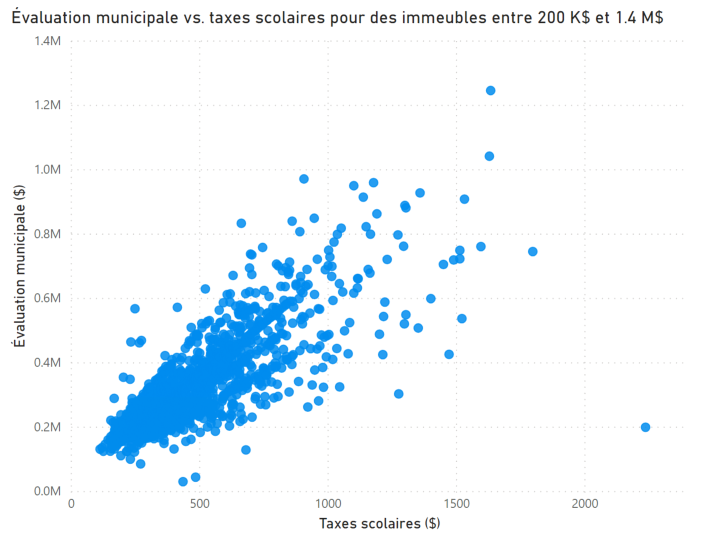 Évaluation municipale vs. taxes scolaires pour des immeubles entre 200 K$ et 1.4 M$
1.4M
1.2M
1.0M
0.8M
0.6M
0.4M
0.2M
0.0M
Évaluation municipale ($)
0
500
1000
1500
2000
Taxes scolaires ($)